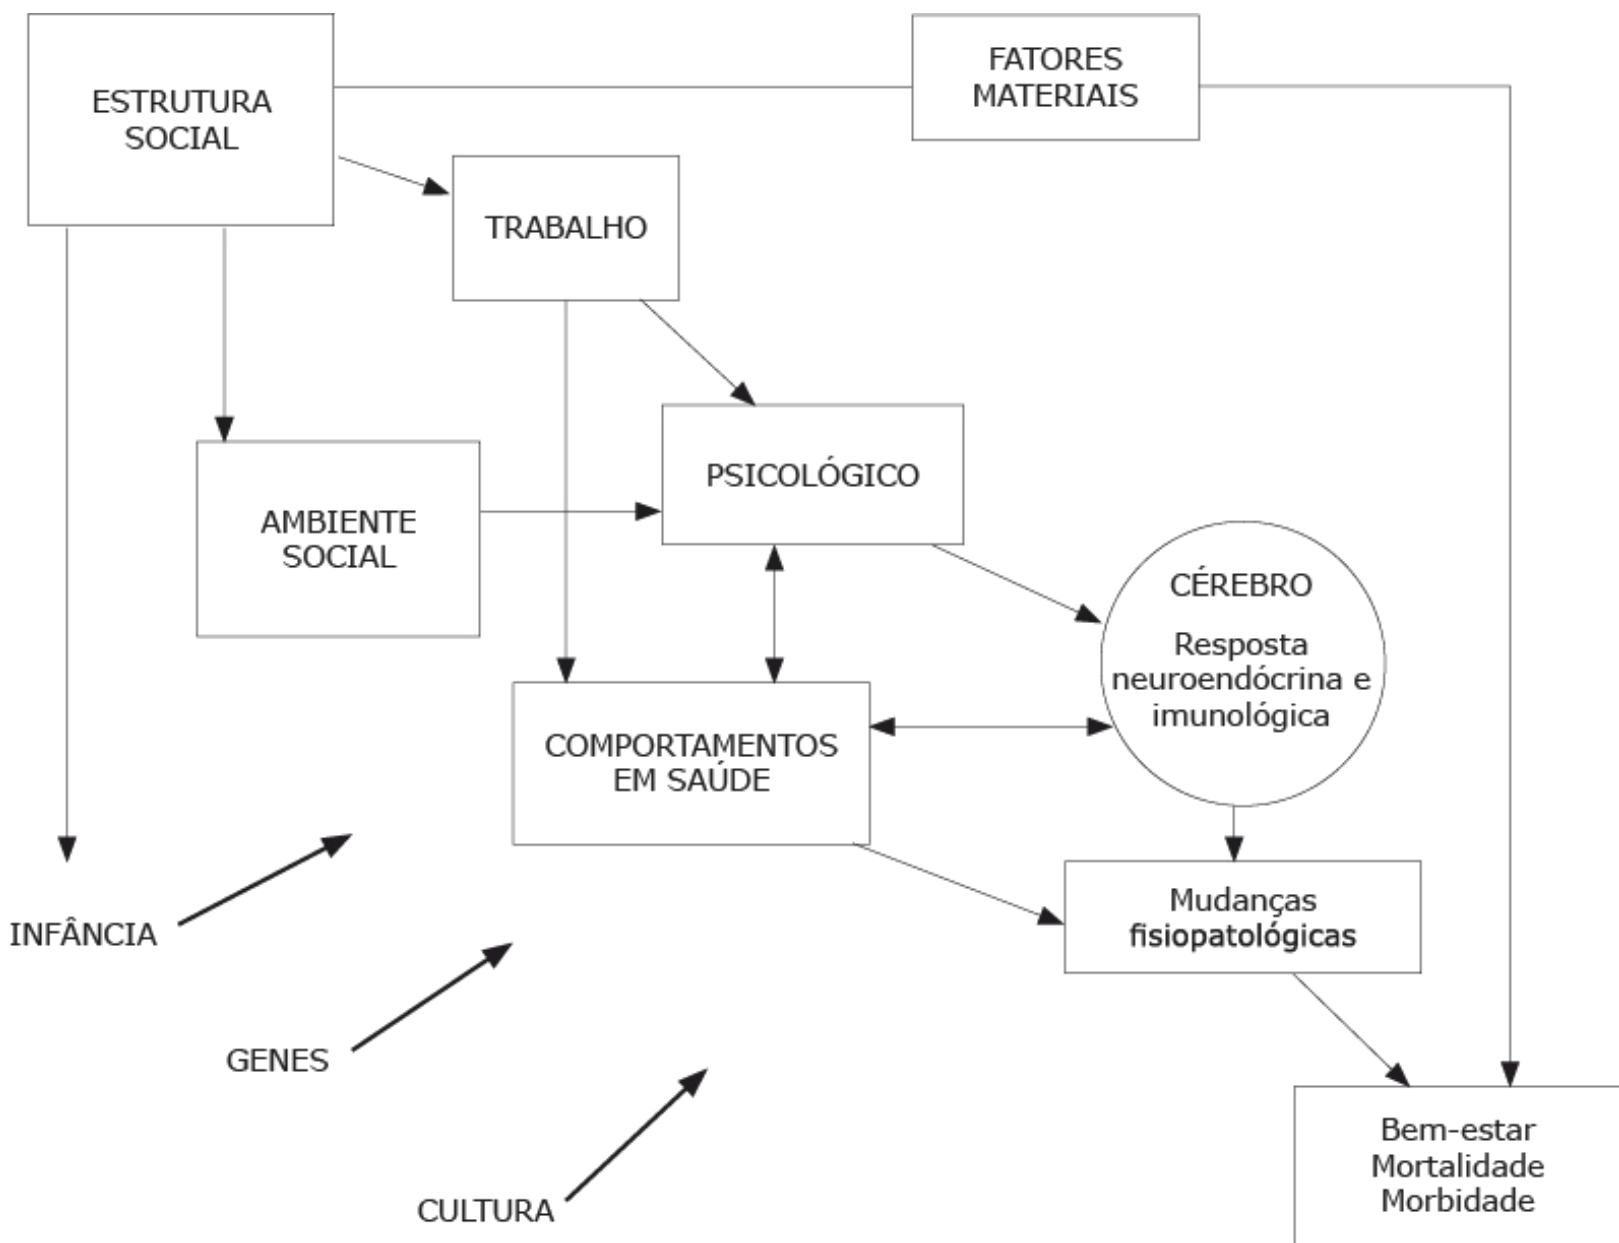 ESTRUTURA
SOCIAL
FATORES
MATERIAIS
TRABALHO
PSICOLÓGICO
AMBIENTE
SOCIAL
CÉREBRO
Resposta
neuroendócrina e
imunológica
COMPORTAMENTOS
EM SAÚDE
Mudanças
fisiopatológicas
INFÂNCIA
GENES
CULTURA
Bem-estar
Mortalidade
Morbidade